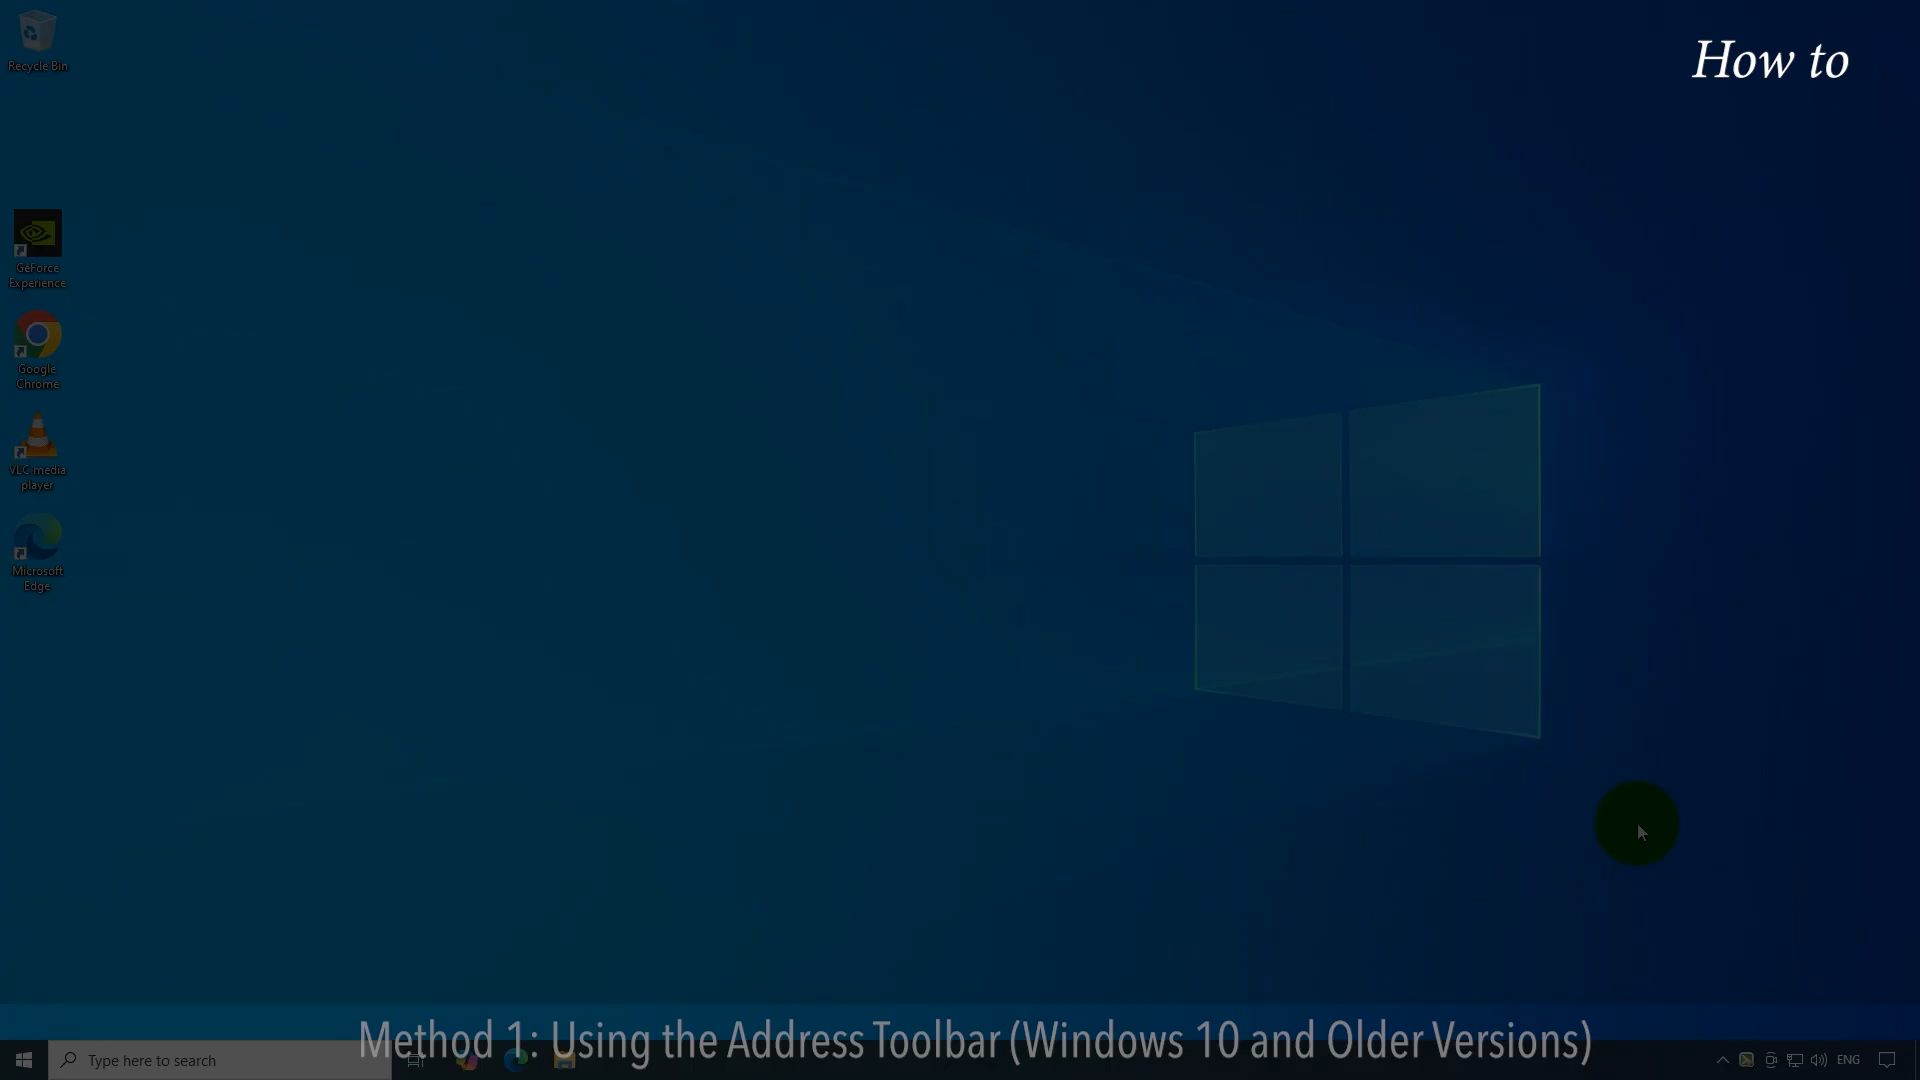 How to
Recycle Bin
GeForce
Experience
Google
Chrome
VLC media
player
Microsoft
Edge
Method 1: Using the Address Toolbar (Windows 10 and Older Versions)
Type here to search
ENG